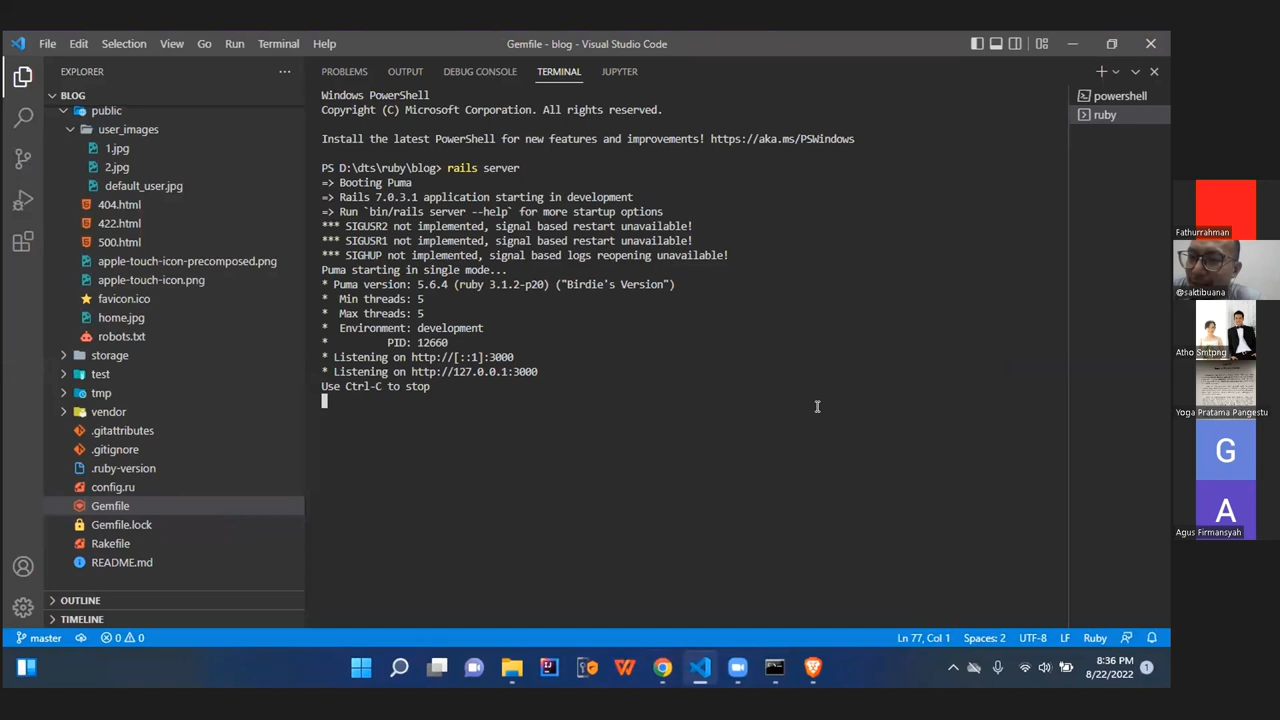 File Edit Selection View Go Run Terminal Help
Gemfile - blog - Visual Studio Code
EXPLORER
BLOG
public
user_images
1.jpg
2.jpg
default_user.jpg
404.html
422.html
500.html
apple-touch-icon-precomposed.png
apple-touch-icon.png
favicon.ico
home.jpg
robots.txt
storage
test
tmp
vendor
.gitattributes
.gitignore
.ruby-version
config.ru
Gemfile
Gemfile.lock
Rakefile
README.md
OUTLINE
TIMELINE
PROBLEMS OUTPUT DEBUG CONSOLE TERMINAL JUPYTER
Windows PowerShell
Copyright (C) Microsoft Corporation. All rights reserved.
Install the latest PowerShell for new features and improvements! https://aka.ms/PSWindows
PS D:\dts\ruby\blog> rails server
=> Booting Puma
=> Rails 7.0.3.1 application starting in development
=> Run `bin/rails server --help` for more startup options
*** SIGUSR2 not implemented, signal based restart unavailable!
*** SIGUSR1 not implemented, signal based restart unavailable!
*** SIGHUP not implemented, signal based logs reopening unavailable!
Puma starting in single mode...
* Puma version: 5.6.4 (ruby 3.1.2-p20) ("Birdie's Version")
* Min threads: 5
* Max threads: 5
* Environment: development
* PID: 12660
* Listening on http://[::1]:3000
* Listening on http://127.0.0.1:3000
Use Ctrl-C to stop
powershell
ruby
Fathurrahman
@saktibuana
Atho Smtpng
Yoga Pratama Pangestu
G
A
Agus Firmansyah
master 0 0
Ln 77, Col 1 Spaces: 2 UTF-8 LF Ruby
8:36 PM
8/22/2022
1